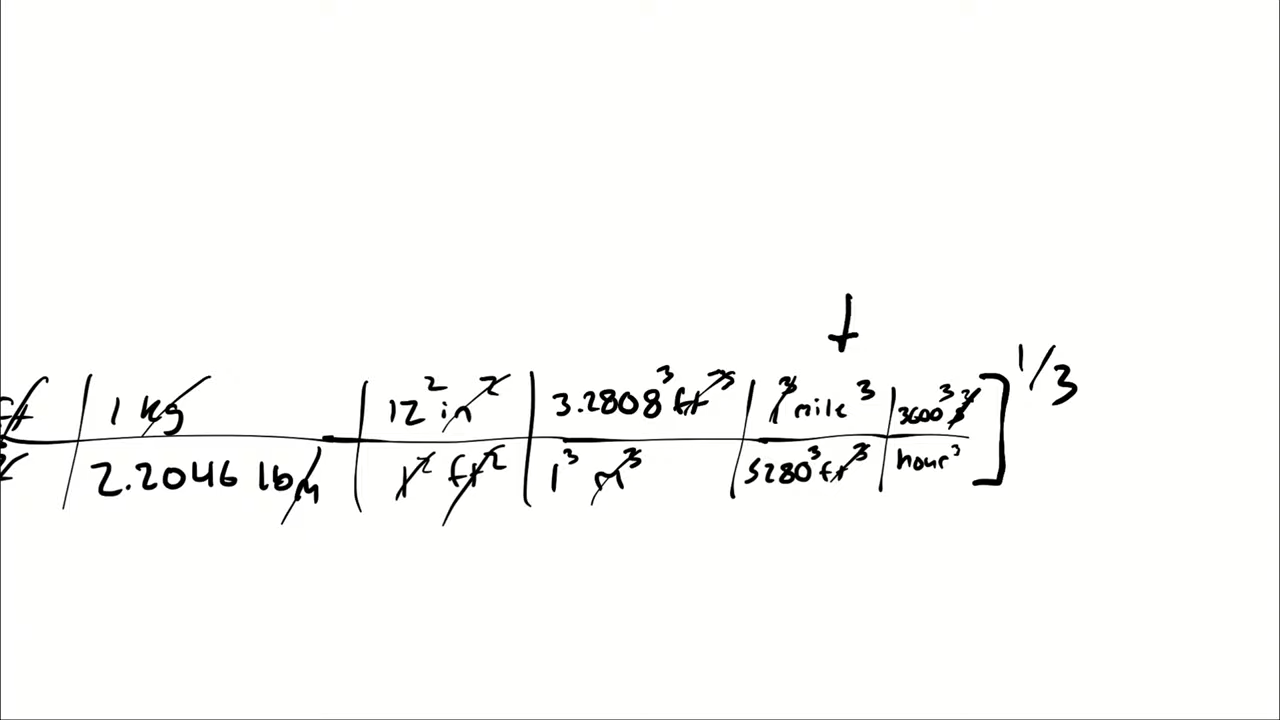 1/3
1 kg | 12² in² | 3.2808³ ft³ | 1³ mile³ | 3600³ s³ ]
2.2046 lbm | 1² ft² | 1³ m³ | 5280³ ft³ | hour³